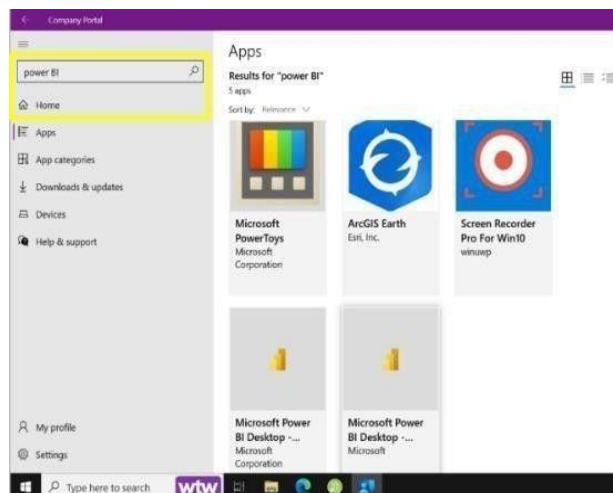 Company Portal
power BI
Home
Apps
App categories
Downloads & updates
Devices
Help & support
My profile
Settings
Apps
Results for "power BI"
5 apps
Sort by: Relevance
Microsoft
PowerToys
Microsoft
Corporation
ArcGIS Earth
Esri, Inc.
Screen Recorder
Pro For Win10
winuwp
Microsoft Power
BI Desktop -...
Microsoft
Corporation
Microsoft Power
BI Desktop -...
Microsoft
Type here to search
wtw